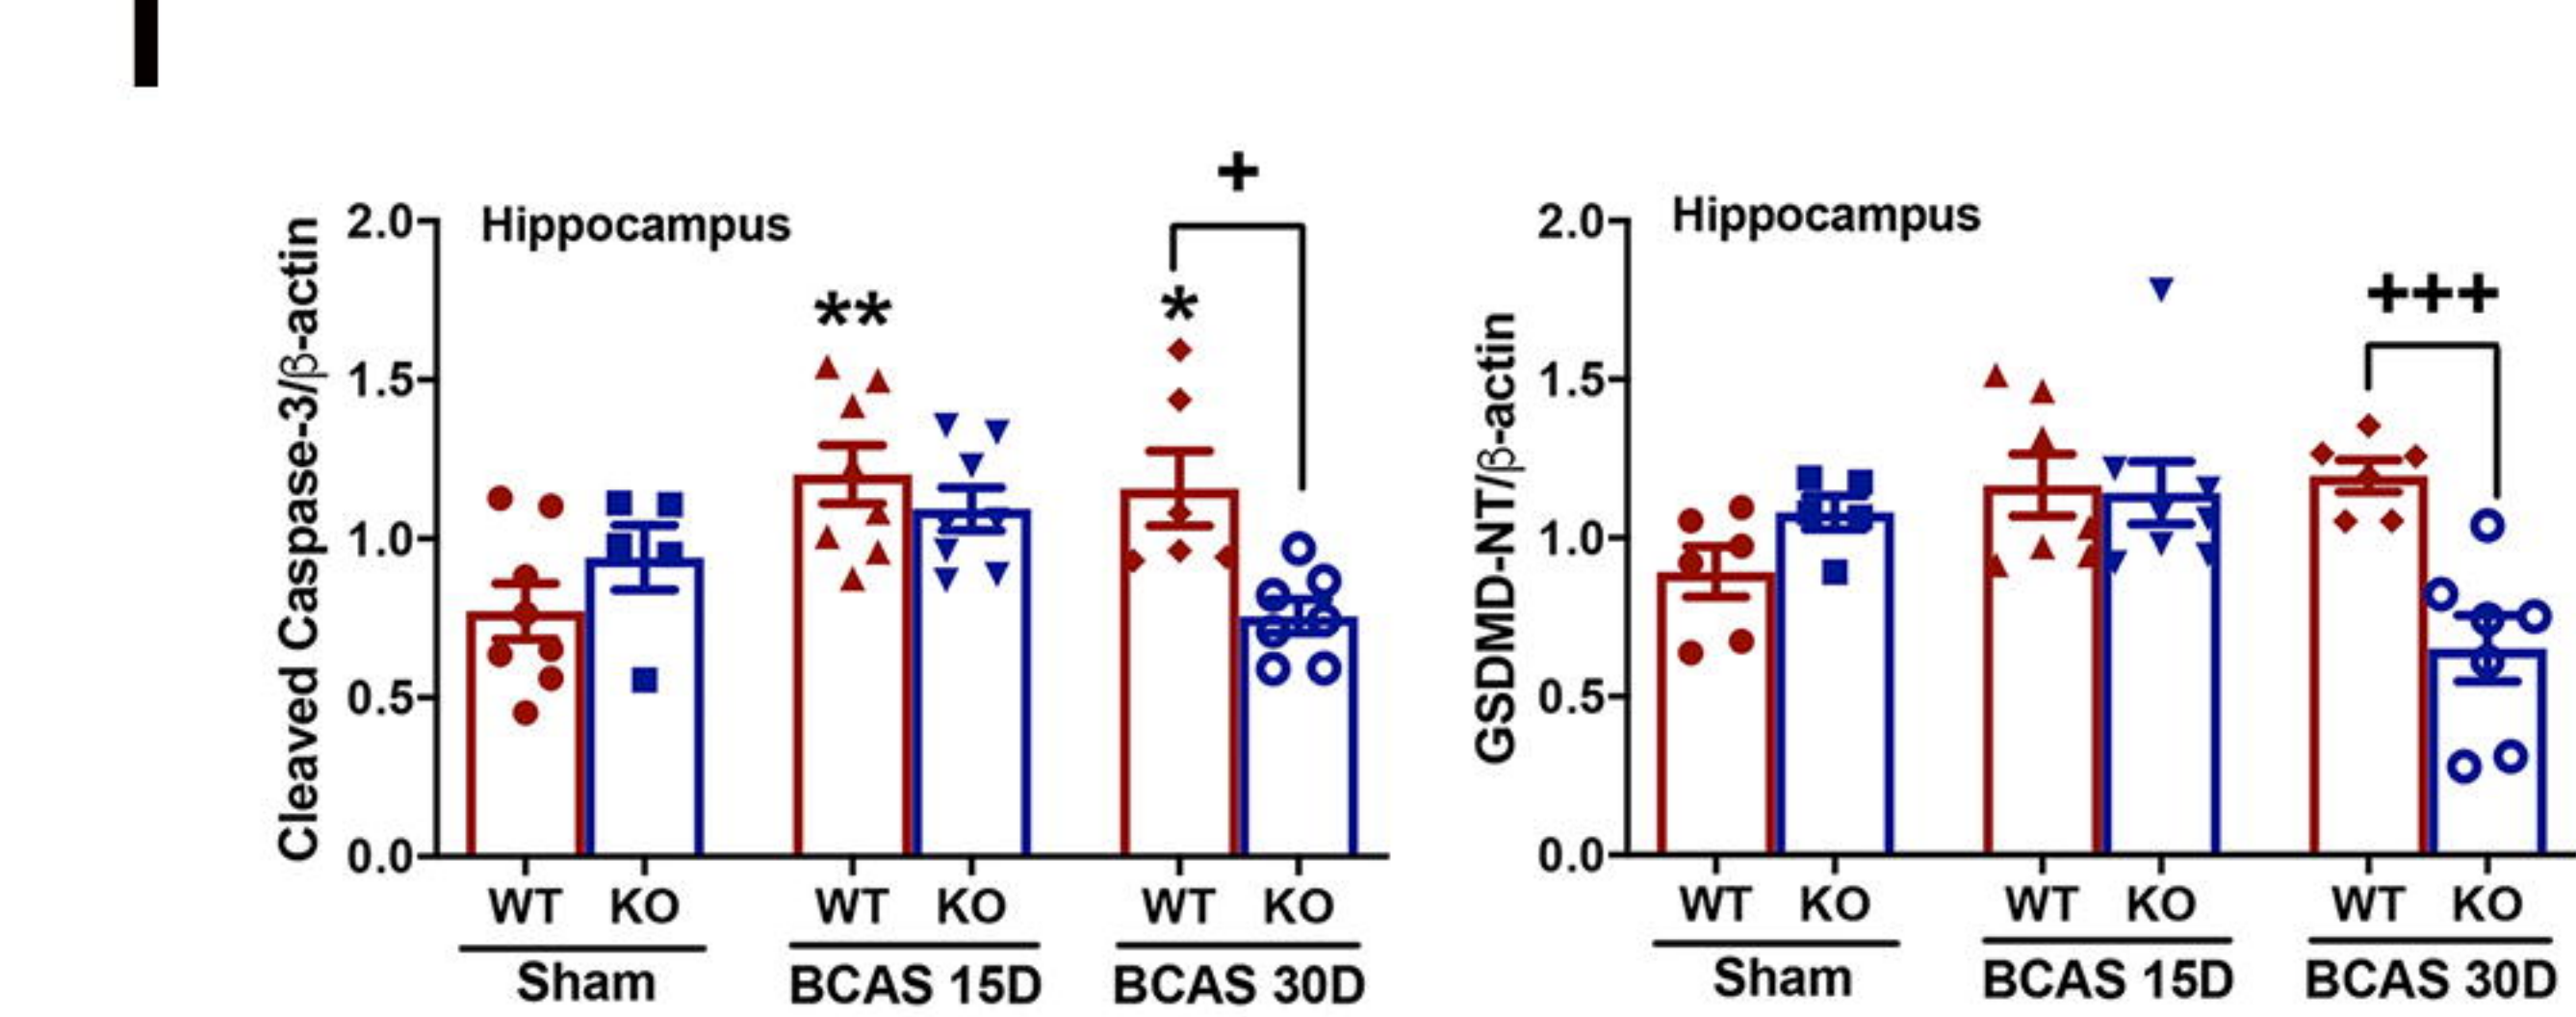 I
+
2.0 Hippocampus
**
*
1.5
1.0
0.5
0.0
Cleaved Caspase-3/β-actin
WT KO WT KO WT KO
Sham BCAS 15D BCAS 30D
2.0 Hippocampus
+++
1.5
1.0
0.5
0.0
GSDMD-NT/β-actin
WT KO WT KO WT KO
Sham BCAS 15D BCAS 30D